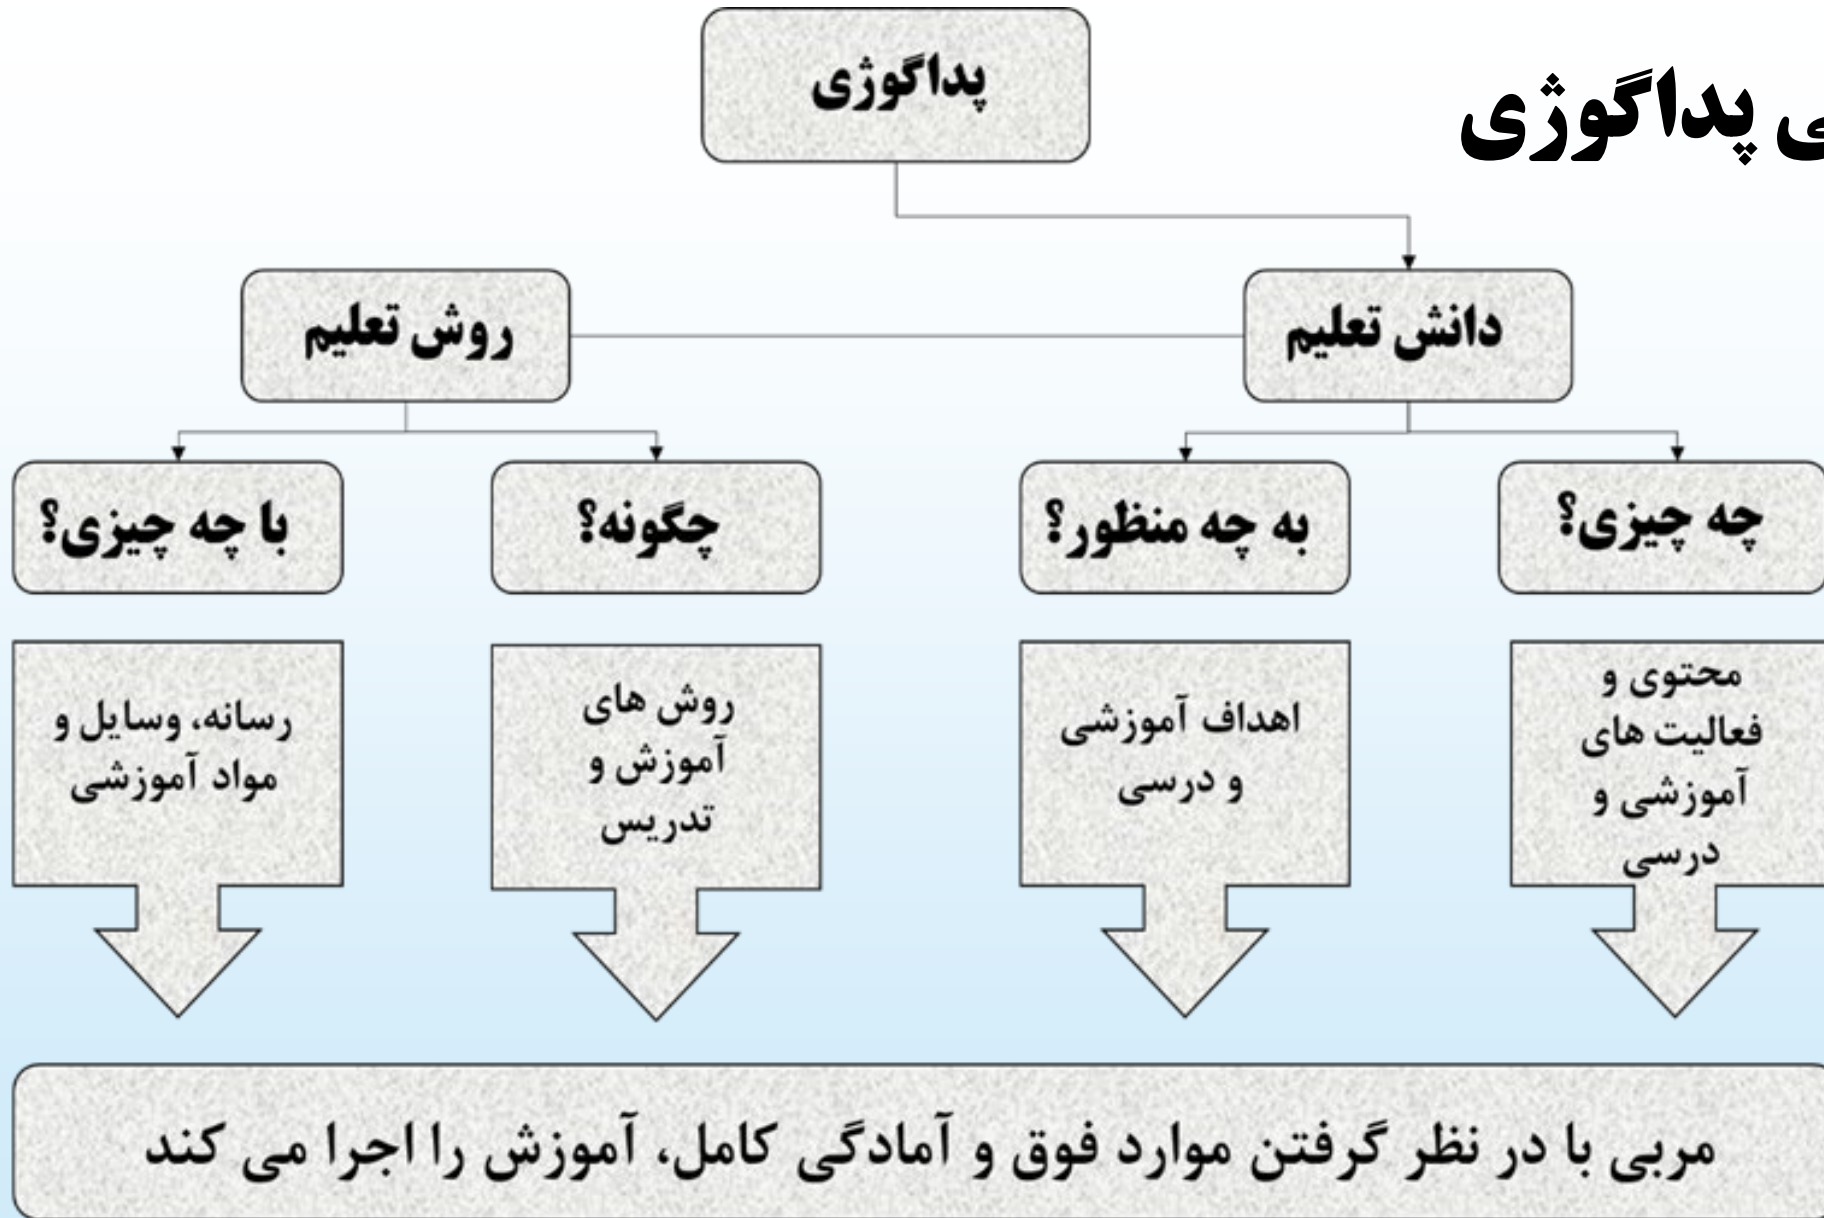 پداگوژی
پداگوژی
دانش تعلیم
روش تعلیم
چه چیزی؟
به چه منظور؟
چگونه؟
با چه چیزی؟
محتوی و
فعالیت های
آموزشی و
درسی
اهداف آموزشی
و درسی
روش های
آموزش و
تدریس
رسانه، وسایل و
مواد آموزشی
مربی با در نظر گرفتن موارد فوق و آمادگی کامل، آموزش را اجرا می کند